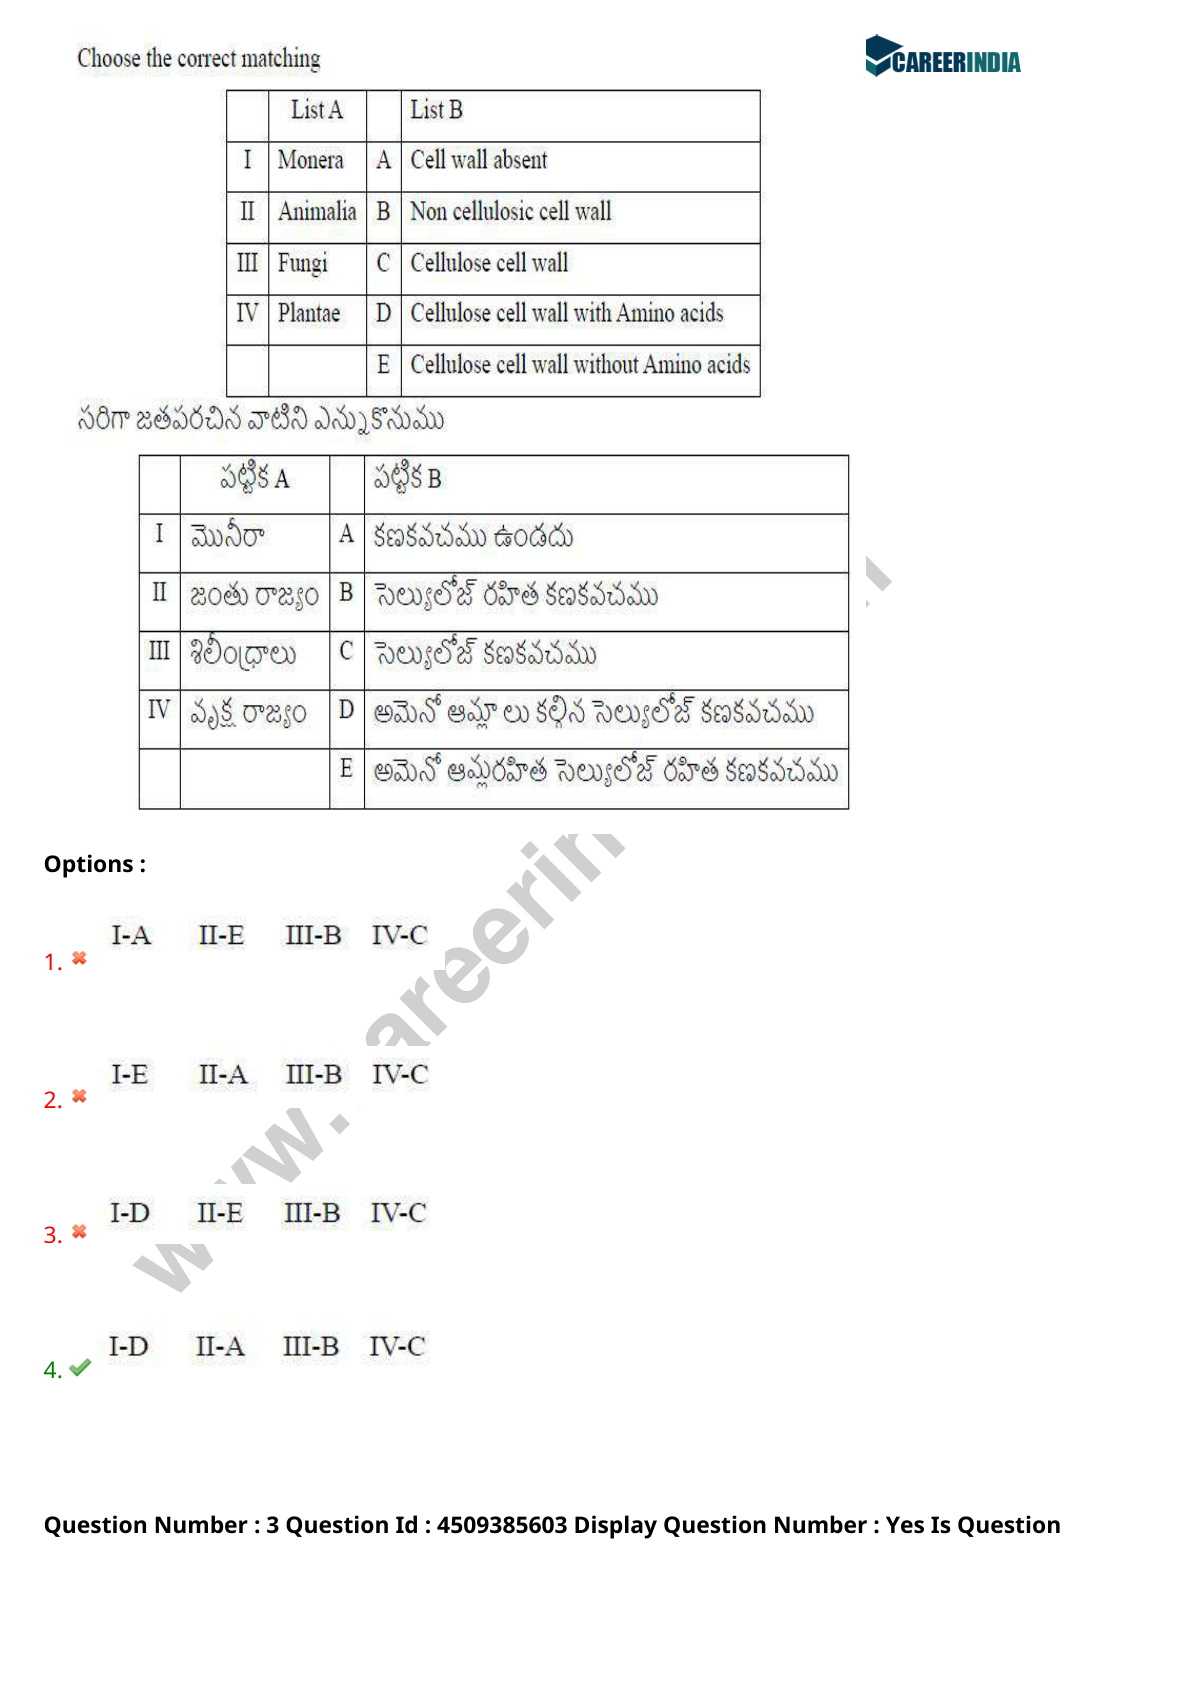 Choose the correct matching
CAREERINDIA
List A List B
I Monera A Cell wall absent
II Animalia B Non cellulosic cell wall
III Fungi C Cellulose cell wall
IV Plantae D Cellulose cell wall with Amino acids
E Cellulose cell wall without Amino acids
సరిగా జతపరచిన వాటిని ఎన్నుకొనుము
పట్టిక A పట్టిక B
I మొనీరా A కణకవచము ఉండదు
II జంతు రాజ్యం B సెల్యులోజ్ రహిత కణకవచము
III శిలీంధ్రాలు C సెల్యులోజ్ కణకవచము
IV వృక్ష రాజ్యం D అమెనో ఆమ్లా లు కల్గిన సెల్యులోజ్ కణకవచము
E అమెనో ఆమ్లరహిత సెల్యులోజ్ రహిత కణకవచము
Options :
1. I-A II-E III-B IV-C
2. I-E II-A III-B IV-C
3. I-D II-E III-B IV-C
4. I-D II-A III-B IV-C
Question Number : 3 Question Id : 4509385603 Display Question Number : Yes Is Question